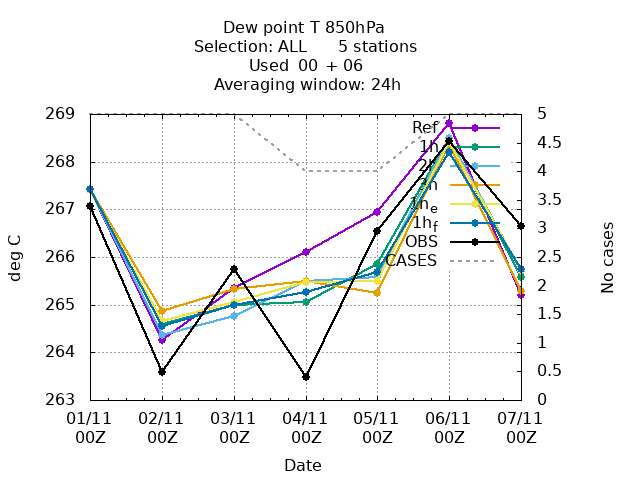 Dew point T 850hPa
Selection: ALL      5 stations
Used  00 + 06
Averaging window: 24h
269
268
267
266
265
264
263
deg C
5
4.5
4
3.5
3
2.5
2
1.5
1
0.5
0
No cases
Ref
1h
2h
3h
1h_e
1h_f
OBS
CASES
01/11 02/11 03/11 04/11 05/11 06/11 07/11
00Z 00Z 00Z 00Z 00Z 00Z 00Z
Date